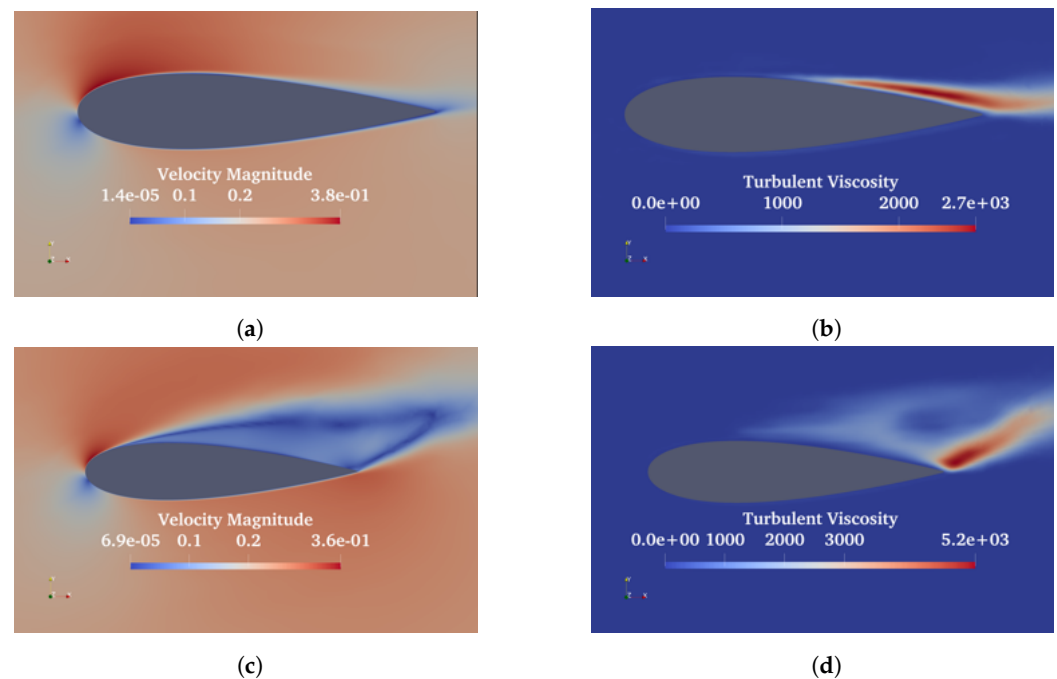 Velocity Magnitude
1.4e-05 0.1 0.2 3.8e-01
Turbulent Viscosity
0.0e+00 1000 2000 2.7e+03
(a)
(b)
Velocity Magnitude
6.9e-05 0.1 0.2 3.6e-01
Turbulent Viscosity
0.0e+00 1000 2000 3000 5.2e+03
(c)
(d)